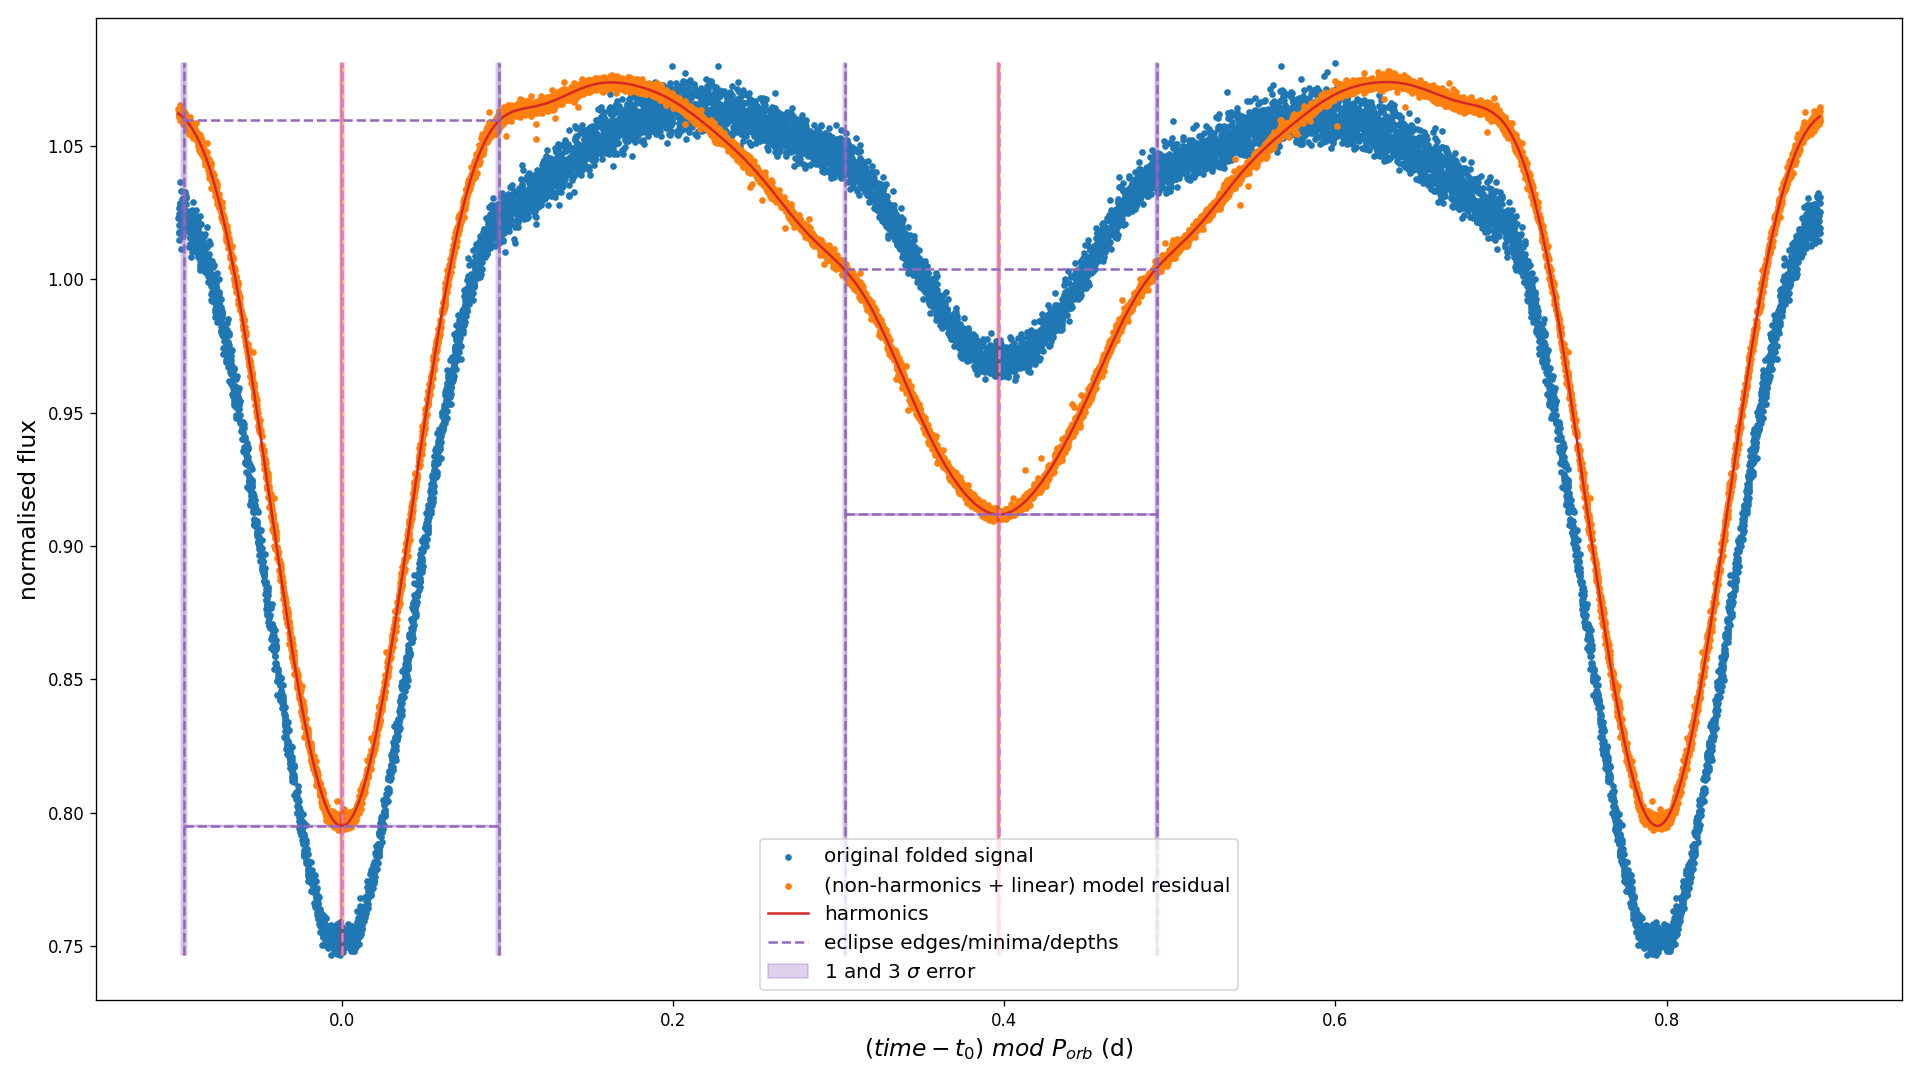 normalised flux
1.05
1.00
0.95
0.90
0.85
0.80
0.75
original folded signal
(non-harmonics + linear) model residual
harmonics
eclipse edges/minima/depths
1 and 3 σ error
0.0 0.2 0.4 0.6 0.8
(time − t₀) mod Pₒᵣb (d)